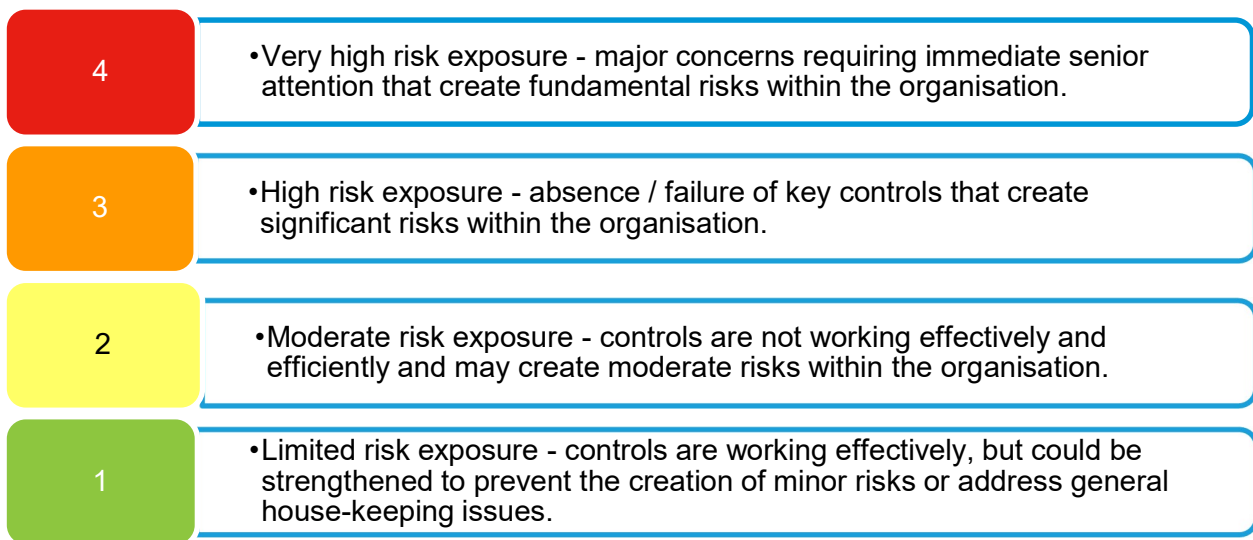 4
•Very high risk exposure - major concerns requiring immediate senior
attention that create fundamental risks within the organisation.
3
•High risk exposure - absence / failure of key controls that create
significant risks within the organisation.
2
•Moderate risk exposure - controls are not working effectively and
efficiently and may create moderate risks within the organisation.
1
•Limited risk exposure - controls are working effectively, but could be
strengthened to prevent the creation of minor risks or address general
house-keeping issues.